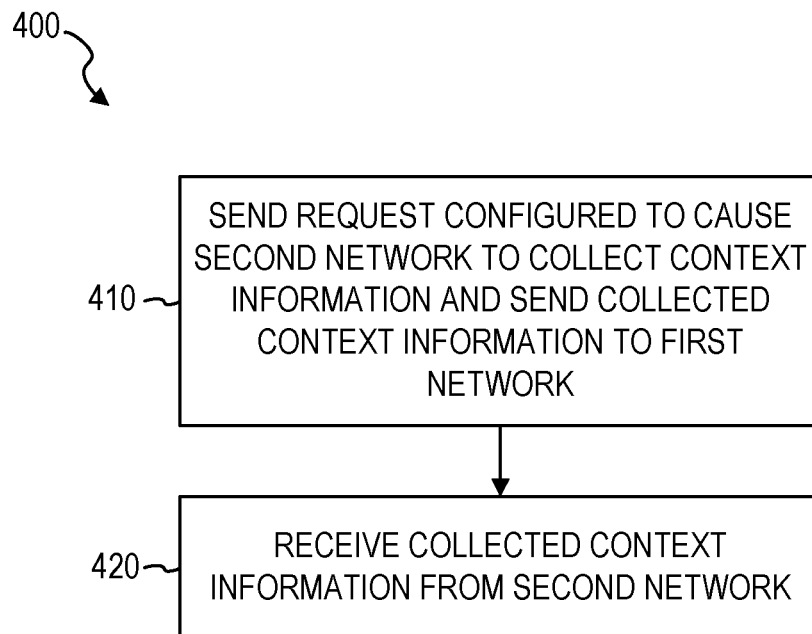 400
SEND REQUEST CONFIGURED TO CAUSE
SECOND NETWORK TO COLLECT CONTEXT
INFORMATION AND SEND COLLECTED
CONTEXT INFORMATION TO FIRST
NETWORK
410
RECEIVE COLLECTED CONTEXT
INFORMATION FROM SECOND NETWORK
420